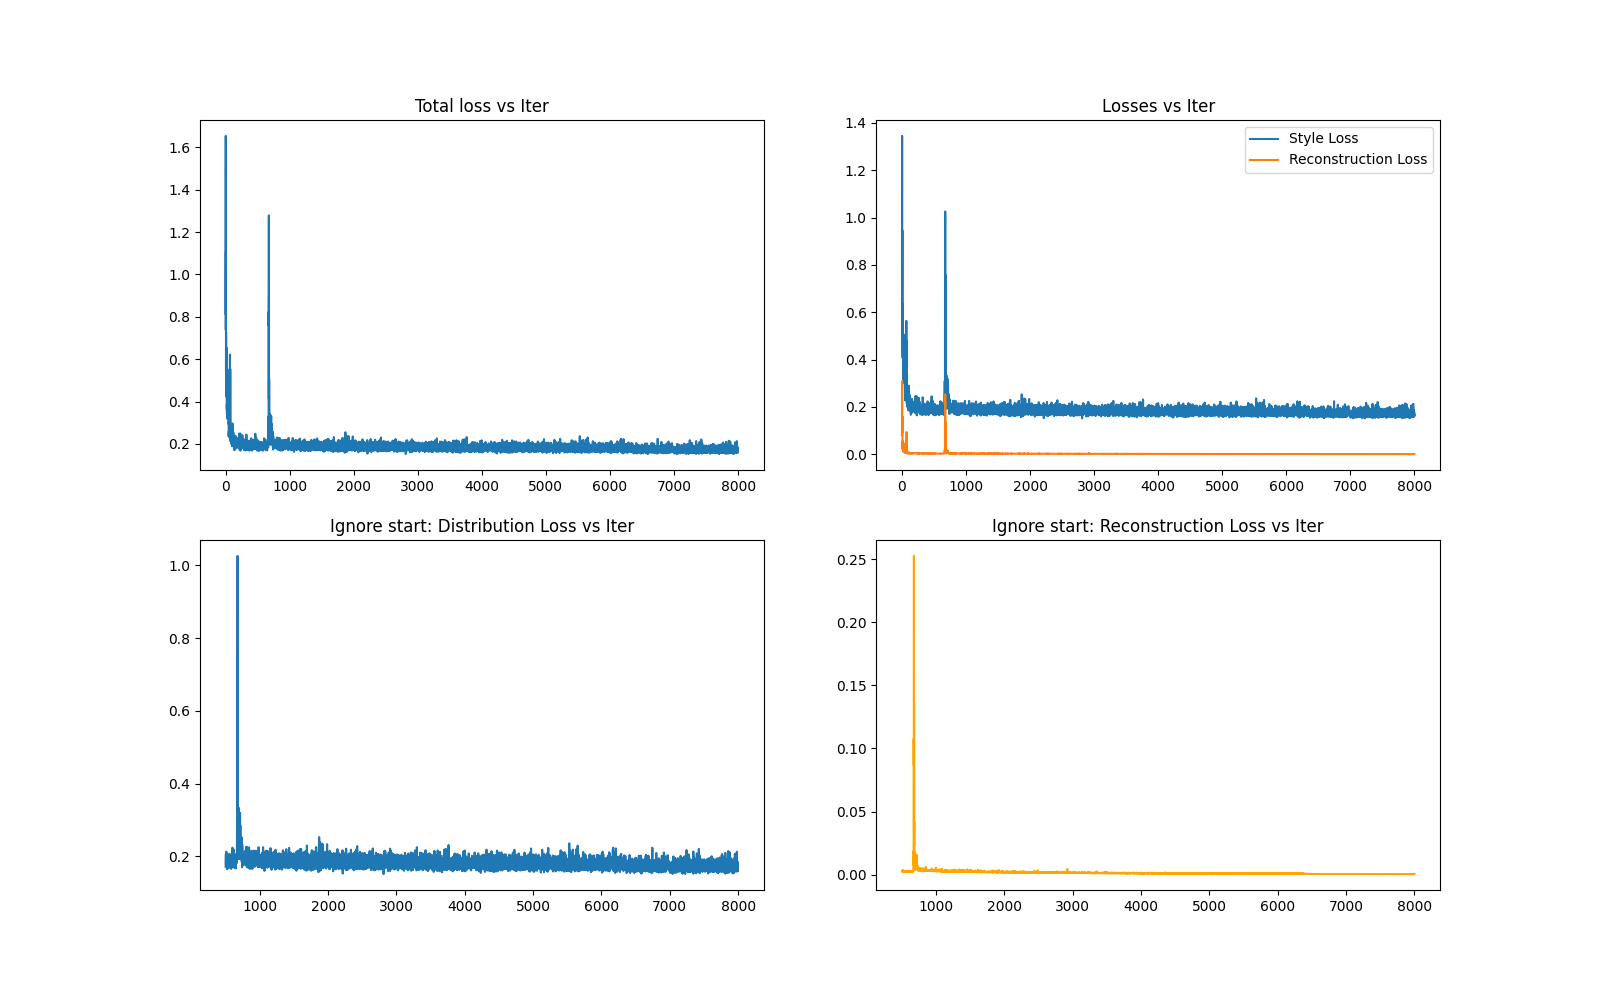 Total loss vs Iter
1.6
1.4
1.2
1.0
0.8
0.6
0.4
0.2
0 1000 2000 3000 4000 5000 6000 7000 8000
Losses vs Iter
Style Loss
Reconstruction Loss
1.4
1.2
1.0
0.8
0.6
0.4
0.2
0.0
0 1000 2000 3000 4000 5000 6000 7000 8000
Ignore start: Distribution Loss vs Iter
1.0
0.8
0.6
0.4
0.2
1000 2000 3000 4000 5000 6000 7000 8000
Ignore start: Reconstruction Loss vs Iter
0.25
0.20
0.15
0.10
0.05
0.00
1000 2000 3000 4000 5000 6000 7000 8000